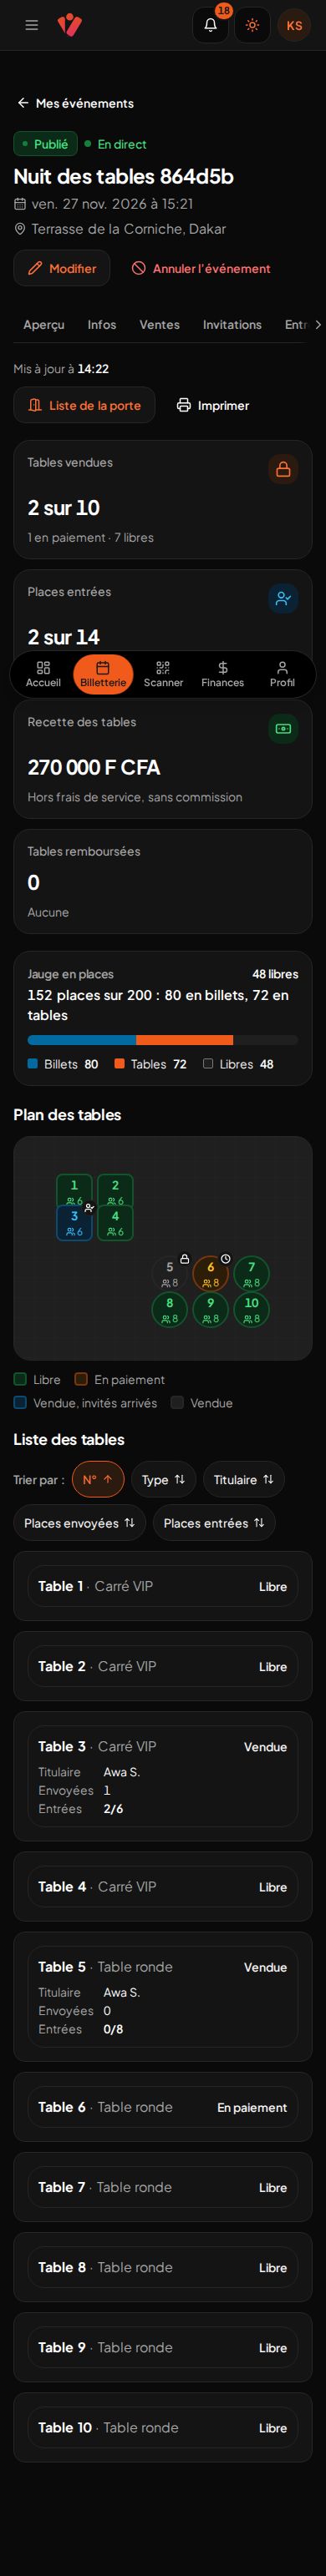 18
KS
Mes événements
Publié En direct
Nuit des tables 864d5b
ven. 27 nov. 2026 à 15:21
Terrasse de la Corniche, Dakar
Modifier Annuler l'événement
Aperçu Infos Ventes Invitations
Mis à jour à 14:22
Liste de la porte Imprimer
Tables vendues
2 sur 10
1 en paiement · 7 libres
Places entrées
2 sur 14
Accueil Billetterie Scanner Finances Profil
Recette des tables
270 000 F CFA
Hors frais de service, sans commission
Tables remboursées
0
Aucune
Jauge en places 48 libres
152 places sur 200 : 80 en billets, 72 en
tables
Billets 80 Tables 72 Libres 48
Plan des tables
1 2
6 6
3 4
6 6
5 6 7
8 8 8
8 9 10
8 8 8
Libre En paiement
Vendue, invités arrivés Vendue
Liste des tables
Trier par : N° Type Titulaire
Places envoyées Places entrées
Table 1 · Carré VIP Libre
Table 2 · Carré VIP Libre
Table 3 · Carré VIP Vendue
Titulaire Awa S.
Envoyées 1
Entrées 2/6
Table 4 · Carré VIP Libre
Table 5 · Table ronde Vendue
Titulaire Awa S.
Envoyées 0
Entrées 0/8
Table 6 · Table ronde En paiement
Table 7 · Table ronde Libre
Table 8 · Table ronde Libre
Table 9 · Table ronde Libre
Table 10 · Table ronde Libre